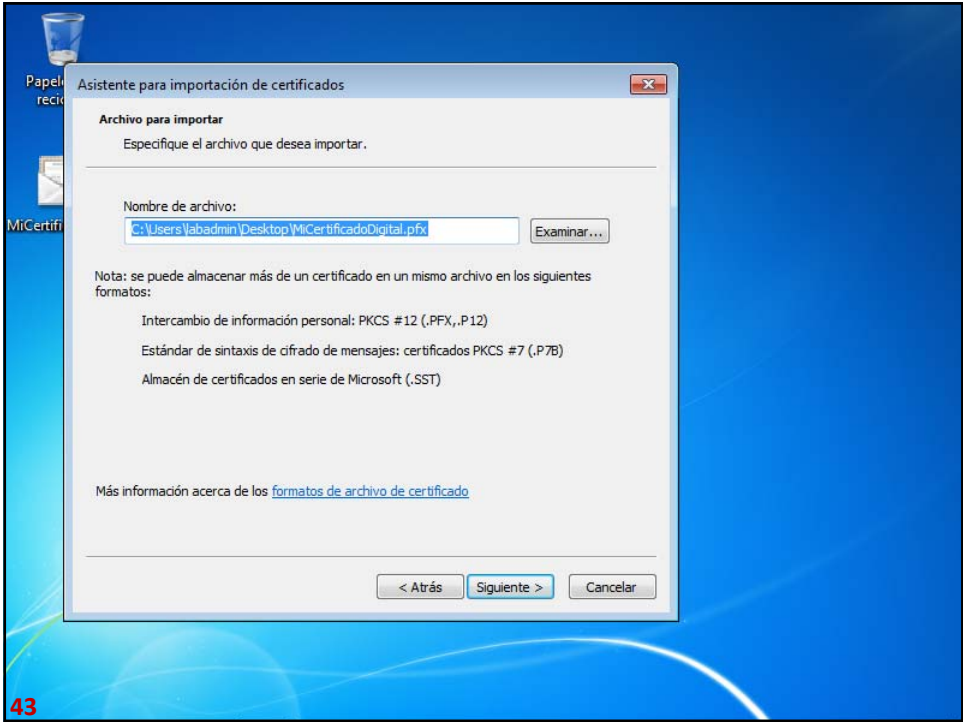 Papel
recic
MiCertifi
Asistente para importación de certificados
Archivo para importar
Especifique el archivo que desea importar.
Nombre de archivo:
C:\Users\labadmin\Desktop\MiCertificadoDigital.pfx
Examinar...
Nota: se puede almacenar más de un certificado en un mismo archivo en los siguientes
formatos:
Intercambio de información personal: PKCS #12 (.PFX,.P12)
Estándar de sintaxis de cifrado de mensajes: certificados PKCS #7 (.P7B)
Almacén de certificados en serie de Microsoft (.SST)
Más información acerca de los formatos de archivo de certificado
< Atrás Siguiente > Cancelar
43